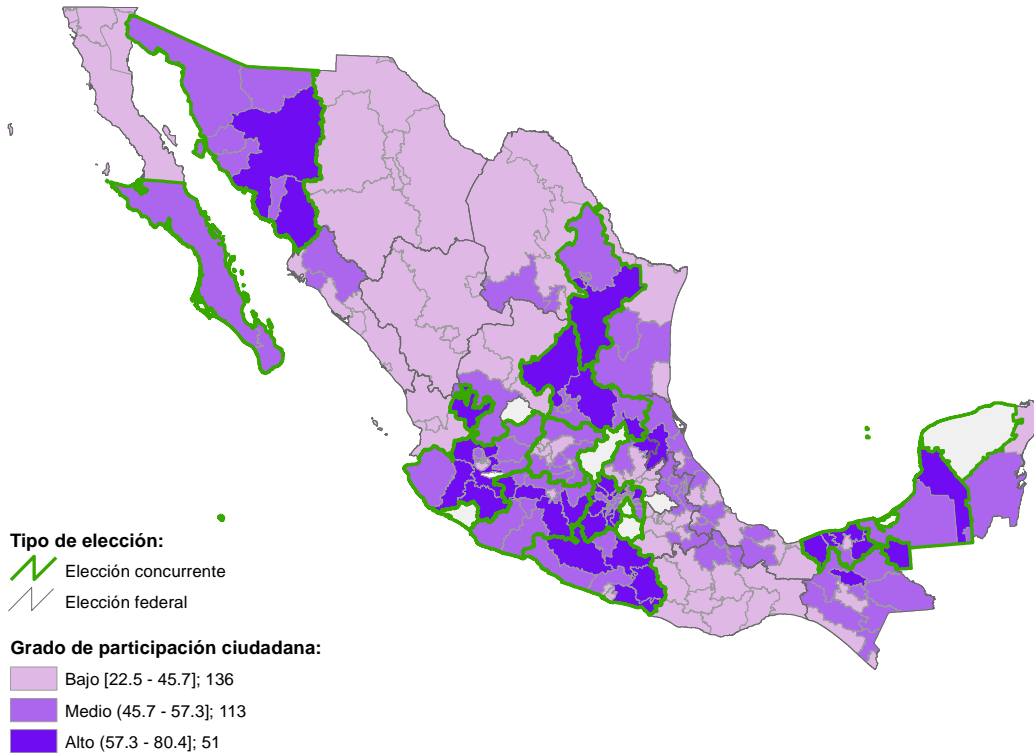 Tipo de elección:
Elección concurrente
Elección federal
Grado de participación ciudadana:
Bajo [22.5 - 45.7]; 136
Medio (45.7 - 57.3]; 113
Alto (57.3 - 80.4]; 51